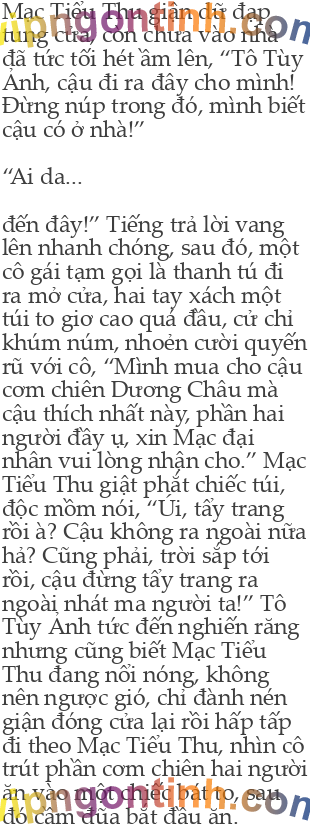 Mạc Tiểu Thu giận dữ đạp
tung cửa, còn chưa vào nhà
đã tức tối hét ầm lên, “Tô Tùy
Ảnh, cậu đi ra đây cho mình!
Đừng núp trong đó, mình biết
cậu có ở nhà!”
“Ai da...
đến đây!” Tiếng trả lời vang
lên nhanh chóng, sau đó, một
cô gái tạm gọi là thanh tú đi
ra mở cửa, hai tay xách một
túi to giơ cao quá đầu, cử chỉ
khúm núm, nhoẻn cười quyến
rũ với cô, “Mình mua cho cậu
cơm chiên Dương Châu mà
cậu thích nhất này, phần hai
người đầy ụ, xin Mạc đại
nhân vui lòng nhận cho.” Mạc
Tiểu Thu giật phắt chiếc túi,
độc mồm nói, “Úi, tẩy trang
rồi à? Cậu không ra ngoài nữa
hả? Cũng phải, trời sắp tới
rồi, cậu đừng tẩy trang ra
ngoài nhát ma người ta!” Tô
Tùy Ảnh tức đến nghiến răng
nhưng cũng biết Mạc Tiểu
Thu đang nổi nóng, không
nên ngược gió, chỉ đành nén
giận đóng cửa lại rồi hấp tấp
đi theo Mạc Tiểu Thu, nhìn cô
trút phần cơm chiên hai người
ăn vào một chiếc bát to, sau
đó cầm đũa bắt đầu ăn.
vipngontinh.com
vipngontinh.com